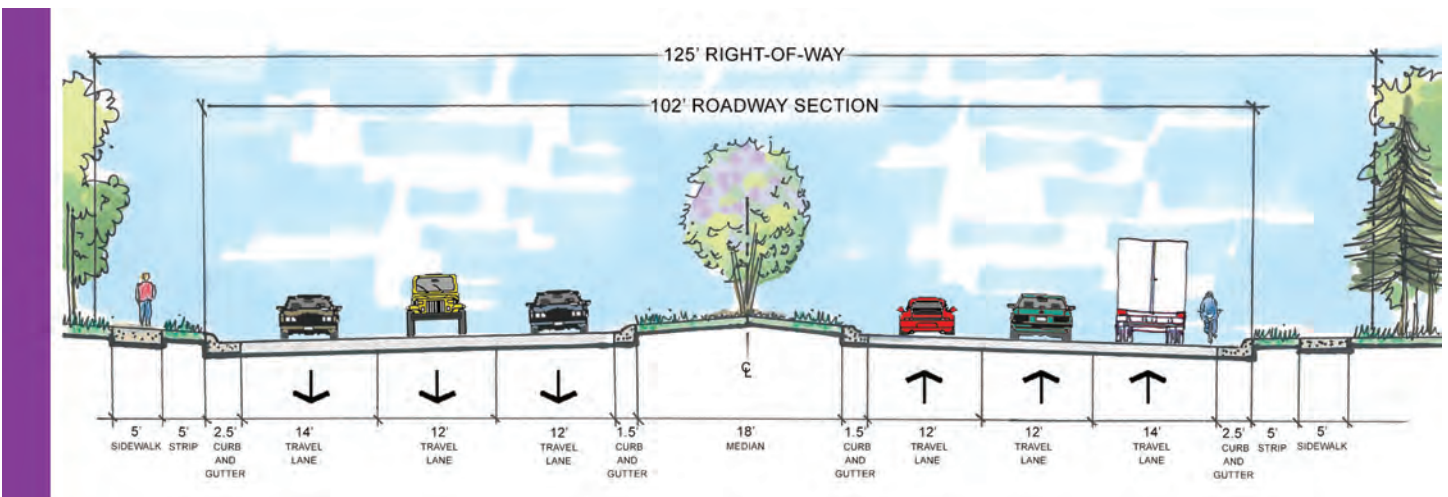 125' RIGHT-OF-WAY
102' ROADWAY SECTION
℄
5' 5' 2.5' 14' 12' 12' 1.5' 18' 1.5' 12' 12' 14' 2.5' 5' 5'
SIDEWALK STRIP CURB TRAVEL TRAVEL TRAVEL CURB MEDIAN CURB TRAVEL TRAVEL TRAVEL CURB STRIP SIDEWALK
AND LANE LANE LANE AND AND LANE LANE LANE AND
GUTTER GUTTER GUTTER GUTTER